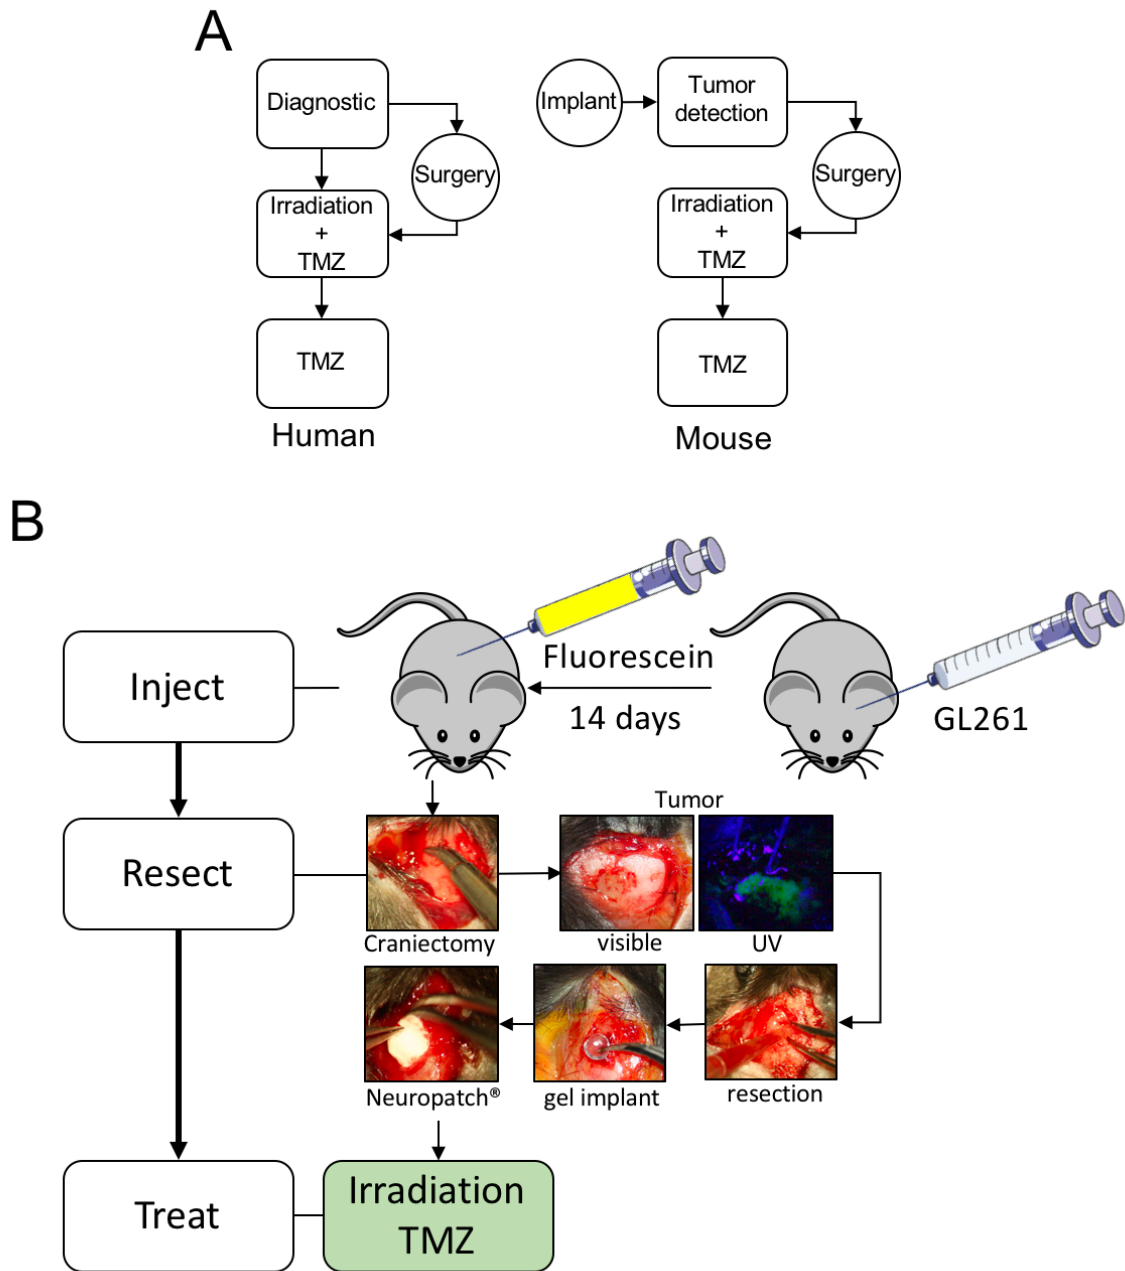 A
Diagnostic
Surgery
Irradiation
+
TMZ
TMZ
Human
Implant
Tumor
detection
Surgery
Irradiation
+
TMZ
TMZ
Mouse
B
Inject
Fluorescein
14 days
GL261
Resect
Tumor
Craniectomy
visible
UV
Neuropatch®
gel implant
resection
Treat
Irradiation
TMZ